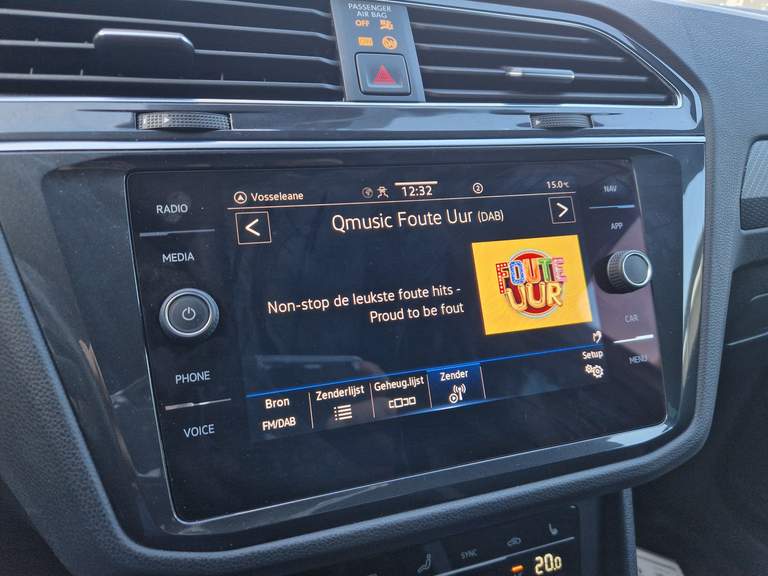 PASSENGER
AIR BAG
OFF
RADIO
MEDIA
PHONE
VOICE
Vosseleane
12:32
2
15.0°C
Qmusic Foute Uur (DAB)
Non-stop de leukste foute hits -
Proud to be fout
FOUTE
UUR
NAV
APP
CAR
MENU
Setup
Bron
FM/DAB
Zenderlijst
Geheug.lijst
Zender
SYNC
20.0